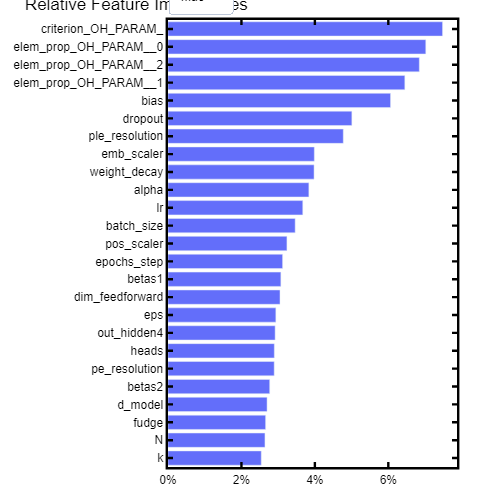 Relative Feature Im es
criterion_OH_PARAM_
elem_prop_OH_PARAM__0
elem_prop_OH_PARAM__2
elem_prop_OH_PARAM__1
bias
dropout
ple_resolution
emb_scaler
weight_decay
alpha
lr
batch_size
pos_scaler
epochs_step
betas1
dim_feedforward
eps
out_hidden4
heads
pe_resolution
betas2
d_model
fudge
N
k
0% 2% 4% 6%